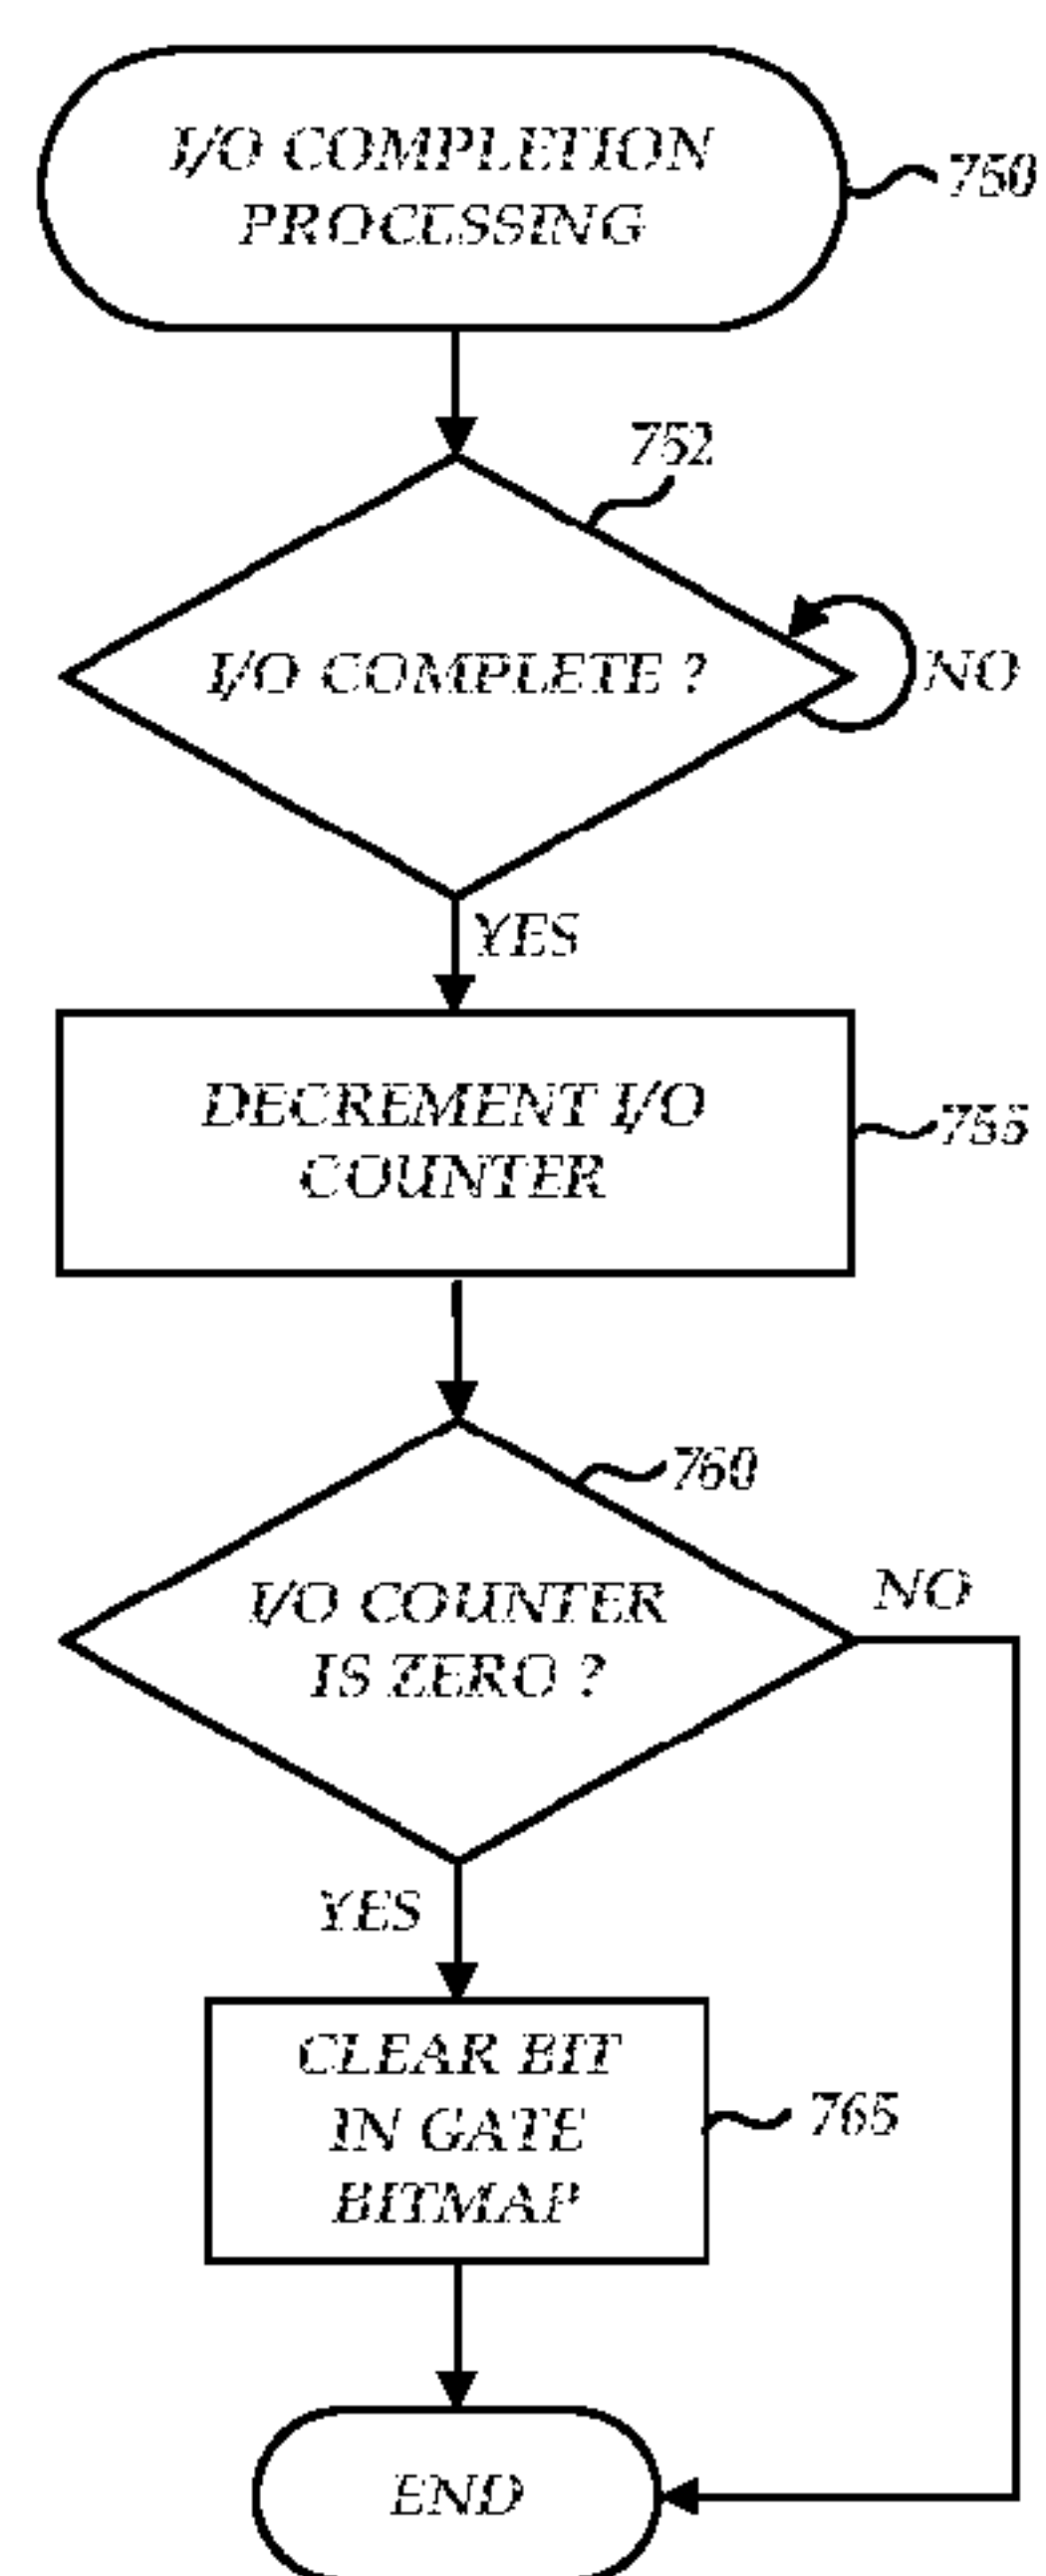 I/O COMPLETION
PROCESSING
750
752
I/O COMPLETE ?
NO
YES
DECREMENT I/O
COUNTER
755
760
I/O COUNTER
IS ZERO ?
NO
YES
CLEAR BIT
IN GATE
BITMAP
765
END